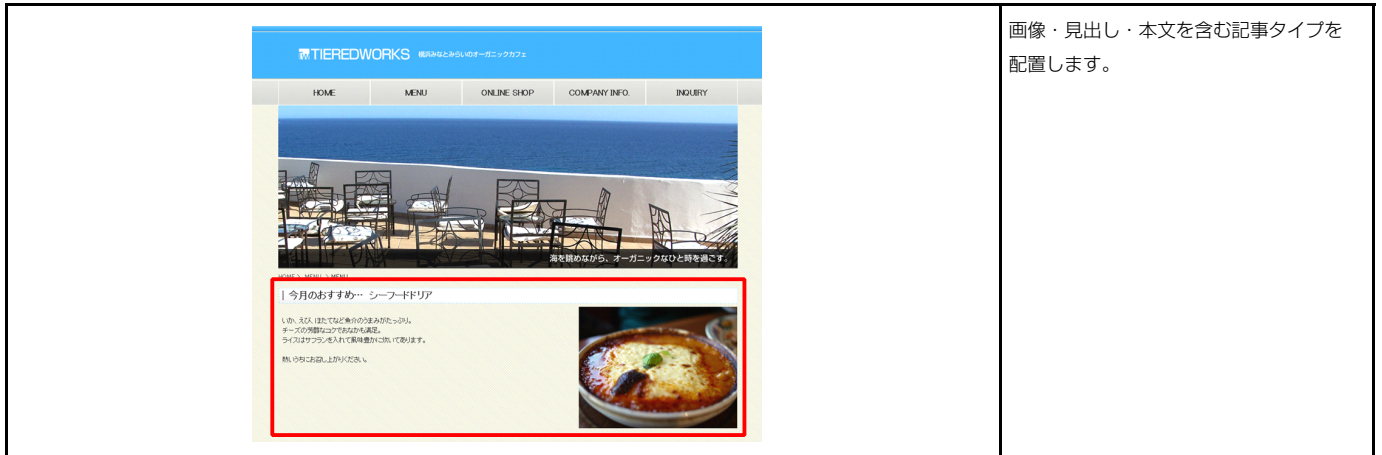 TIEREDWORKS 横浜みなとみらいのオーガニックカフェ
HOME MENU ONLINE SHOP COMPANY INFO. INQUIRY
海を眺めながら、オーガニックなひと時を過ごす。
HOME > MENU > MENU
| 今月のおすすめ… シーフードドリア
いか、えび、ほたてなど魚介のうまみがたっぷり。
チーズの芳醇なコクでおなかも満足。
ライスはサフランを入れて風味豊かに炊いてあります。
熱いうちにお召し上がりください。
画像・見出し・本文を含む記事タイプを
配置します。